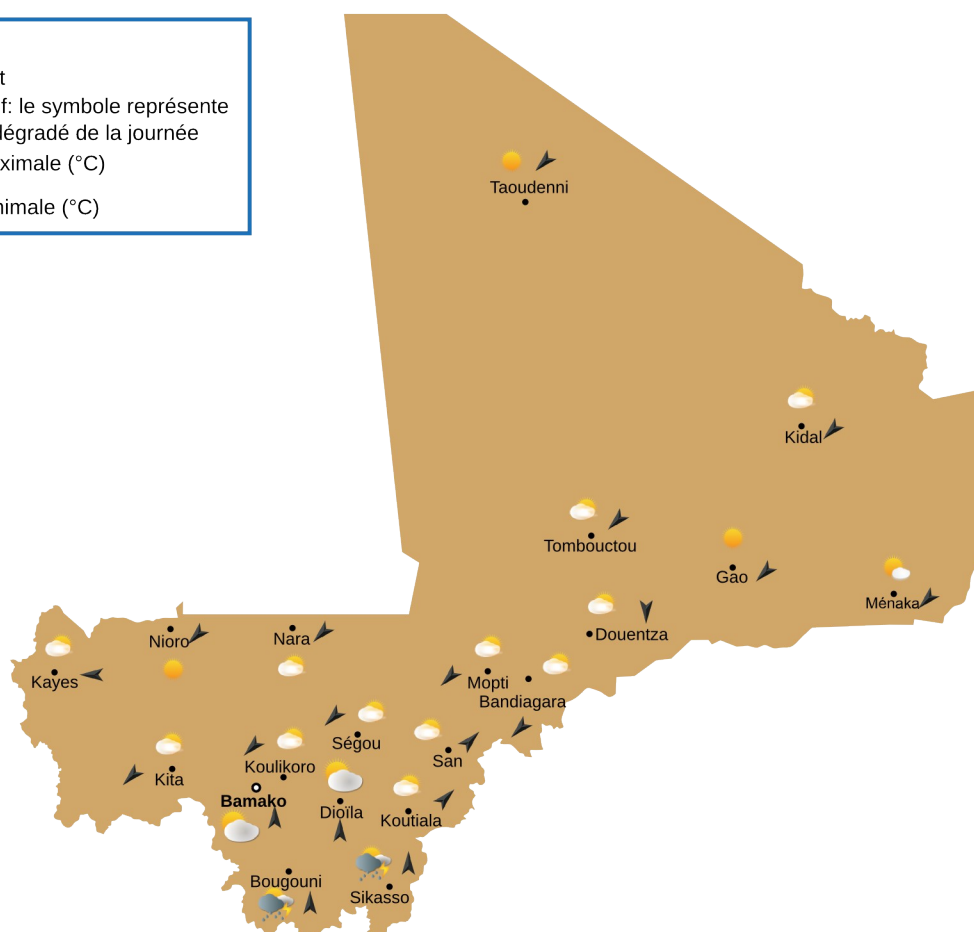 t
f: le symbole représente
dégradé de la journée
ximale (°C)
nimale (°C)
Taoudenni
Kidal
Tombouctou
Gao
Ménaka
Douentza
Nioro
Nara
Kayes
Mopti
Bandiagara
Ségou
San
Koulikoro
Kita
Bamako
Dioïla
Koutiala
Bougouni
Sikasso